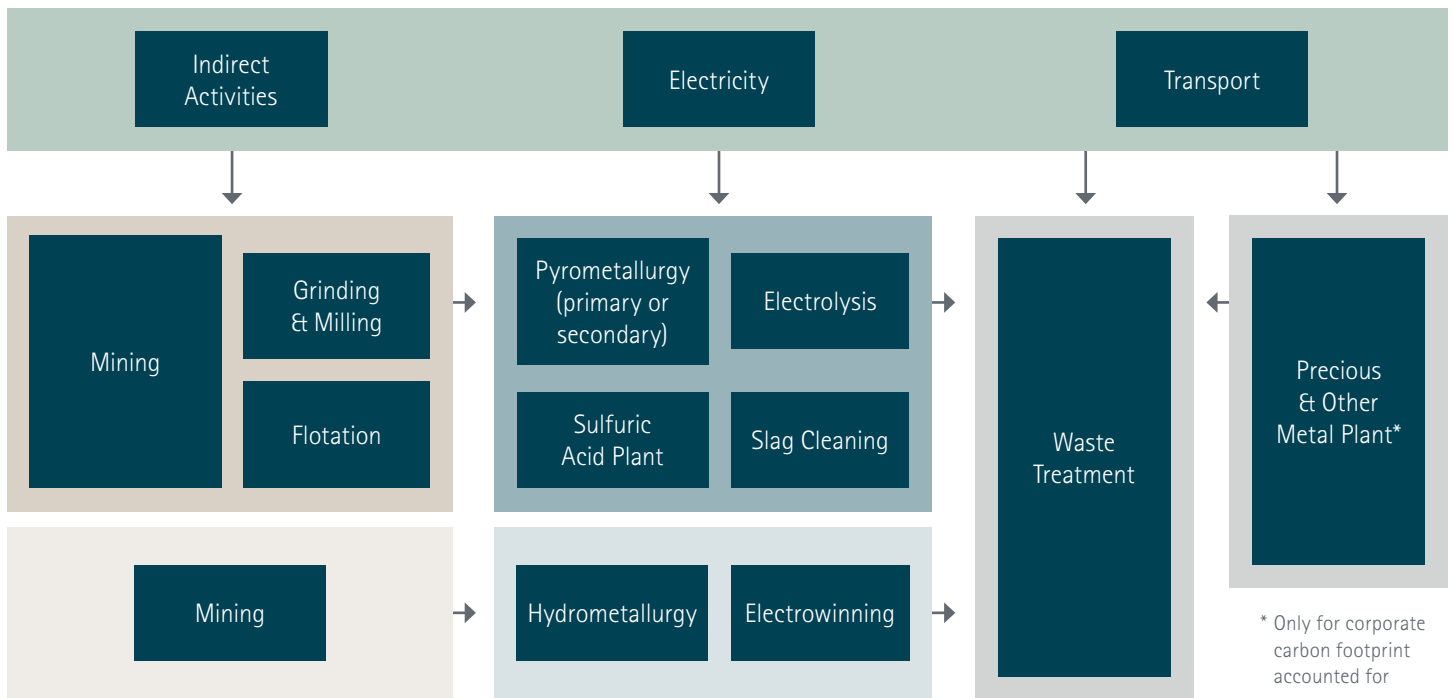 Indirect
Activities
Electricity
Transport
Mining
Grinding
& Milling
Flotation
Pyrometallurgy
(primary or
secondary)
Electrolysis
Sulfuric
Acid Plant
Slag Cleaning
Waste
Treatment
Precious
& Other
Metal Plant*
Mining
Hydrometallurgy
Electrowinning
* Only for corporate
carbon footprint
accounted for